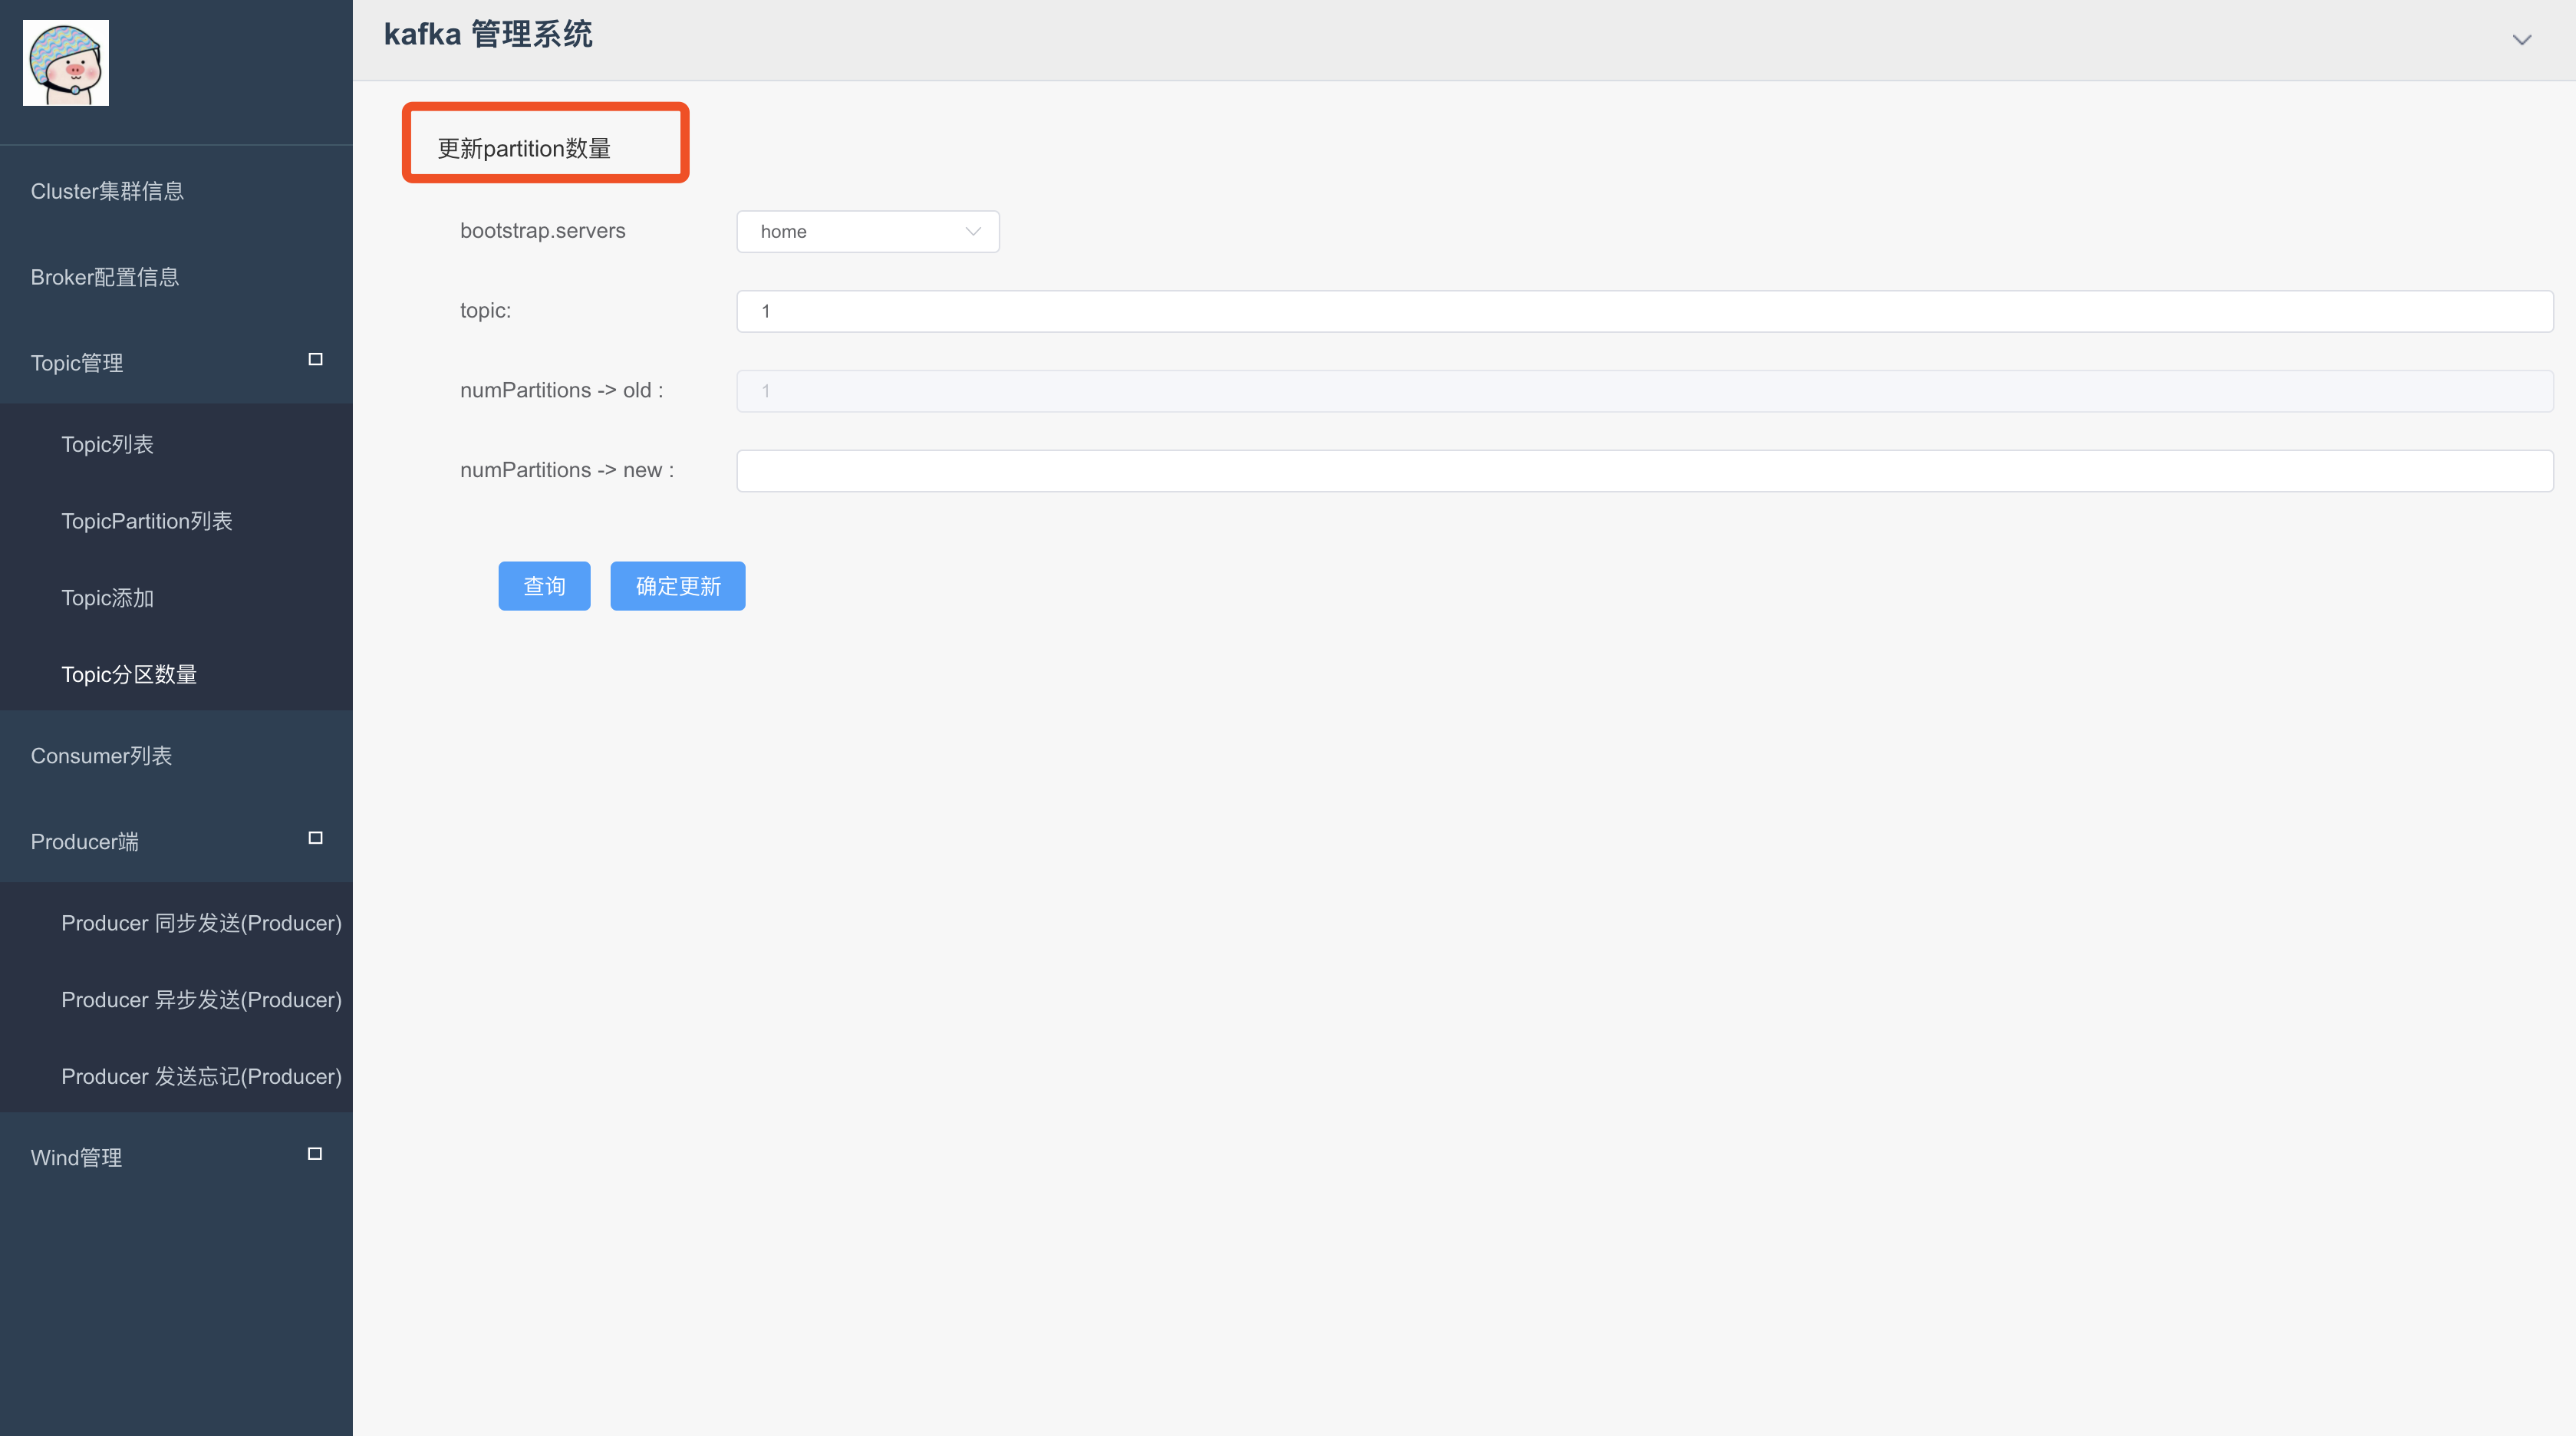 kafka 管理系统
Cluster集群信息
Broker配置信息
Topic管理
Topic列表
TopicPartition列表
Topic添加
Topic分区数量
Consumer列表
Producer端
Producer 同步发送(Producer)
Producer 异步发送(Producer)
Producer 发送忘记(Producer)
Wind管理
更新partition数量
bootstrap.servers home
topic: 1
numPartitions -> old : 1
numPartitions -> new :
查询 确定更新